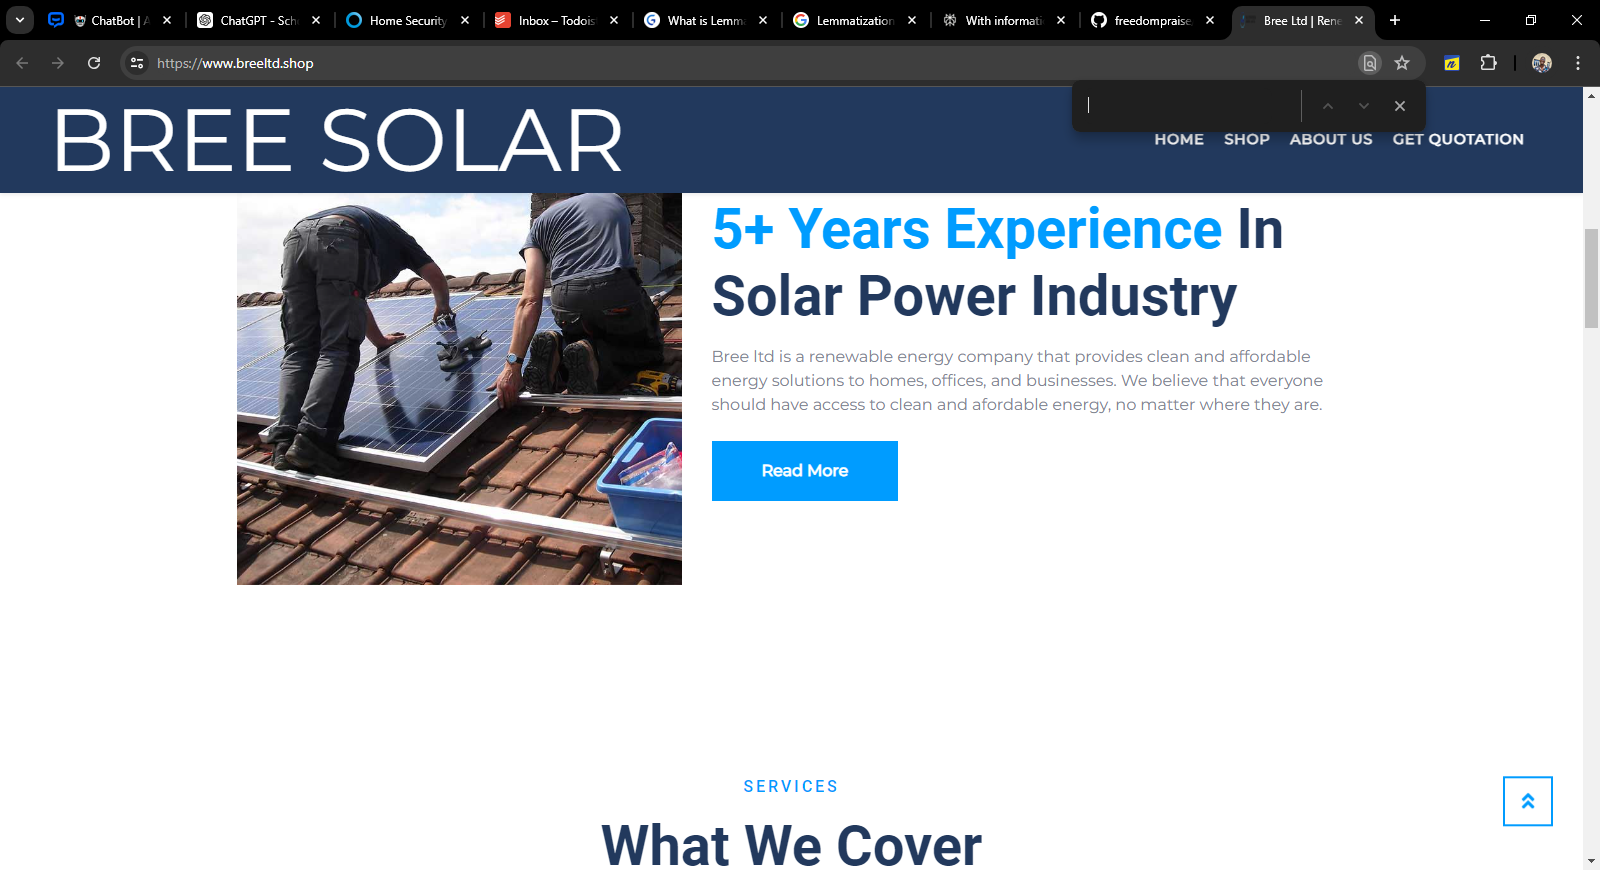 ChatBot | A
ChatGPT - Sch
Home Security
Inbox – Todois
What is Lemm
Lemmatization
With informati
freedompraise
Bree Ltd | Rene
https://www.breeltd.shop
BREE SOLAR
HOME SHOP ABOUT US GET QUOTATION
5+ Years Experience In
Solar Power Industry
Bree ltd is a renewable energy company that provides clean and affordable
energy solutions to homes, offices, and businesses. We believe that everyone
should have access to clean and afordable energy, no matter where they are.
Read More
SERVICES
What We Cover